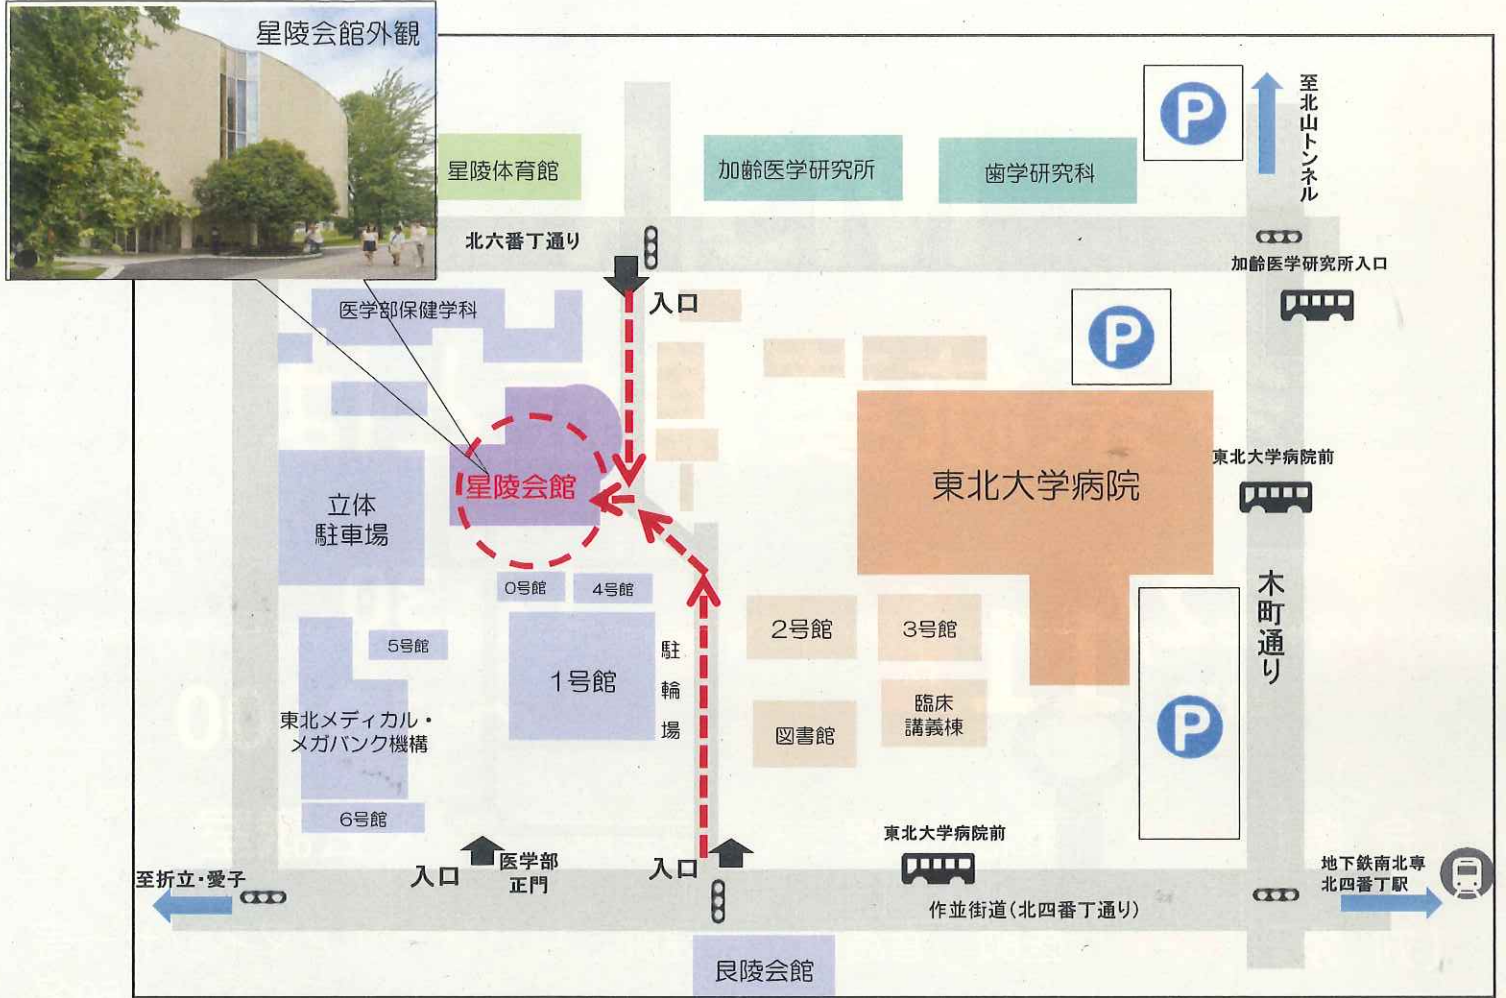 星陵会館外観
星陵体育館
加齢医学研究所
歯学研究科
P
至北山トンネル
北六番丁通り
加齢医学研究所入口
入口
医学部保健学科
P
東北大学病院
東北大学病院前
星陵会館
立体
駐車場
0号館
4号館
2号館
3号館
木町通り
5号館
1号館
駐輪場
臨床
講義棟
図書館
P
東北メディカル・
メガバンク機構
6号館
東北大学病院前
入口
医学部
正門
入口
至折立・愛子
地下鉄南北専
北四番丁駅
作並街道(北四番丁通り)
艮陵会館